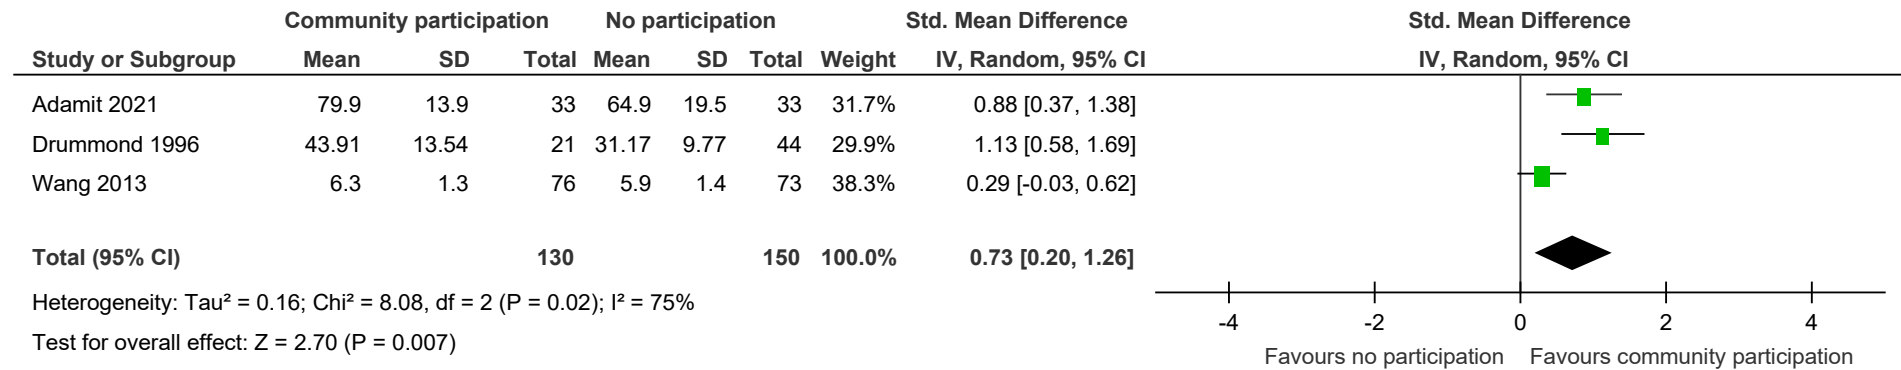 Community participation No participation Std. Mean Difference Std. Mean Difference
Study or Subgroup Mean SD Total Mean SD Total Weight IV, Random, 95% CI IV, Random, 95% CI
Adamit 2021 79.9 13.9 33 64.9 19.5 33 31.7% 0.88 [0.37, 1.38]
Drummond 1996 43.91 13.54 21 31.17 9.77 44 29.9% 1.13 [0.58, 1.69]
Wang 2013 6.3 1.3 76 5.9 1.4 73 38.3% 0.29 [-0.03, 0.62]
Total (95% CI) 130 150 100.0% 0.73 [0.20, 1.26]
Heterogeneity: Tau² = 0.16; Chi² = 8.08, df = 2 (P = 0.02); I² = 75%
Test for overall effect: Z = 2.70 (P = 0.007)
-4 -2 0 2 4
Favours no participation Favours community participation